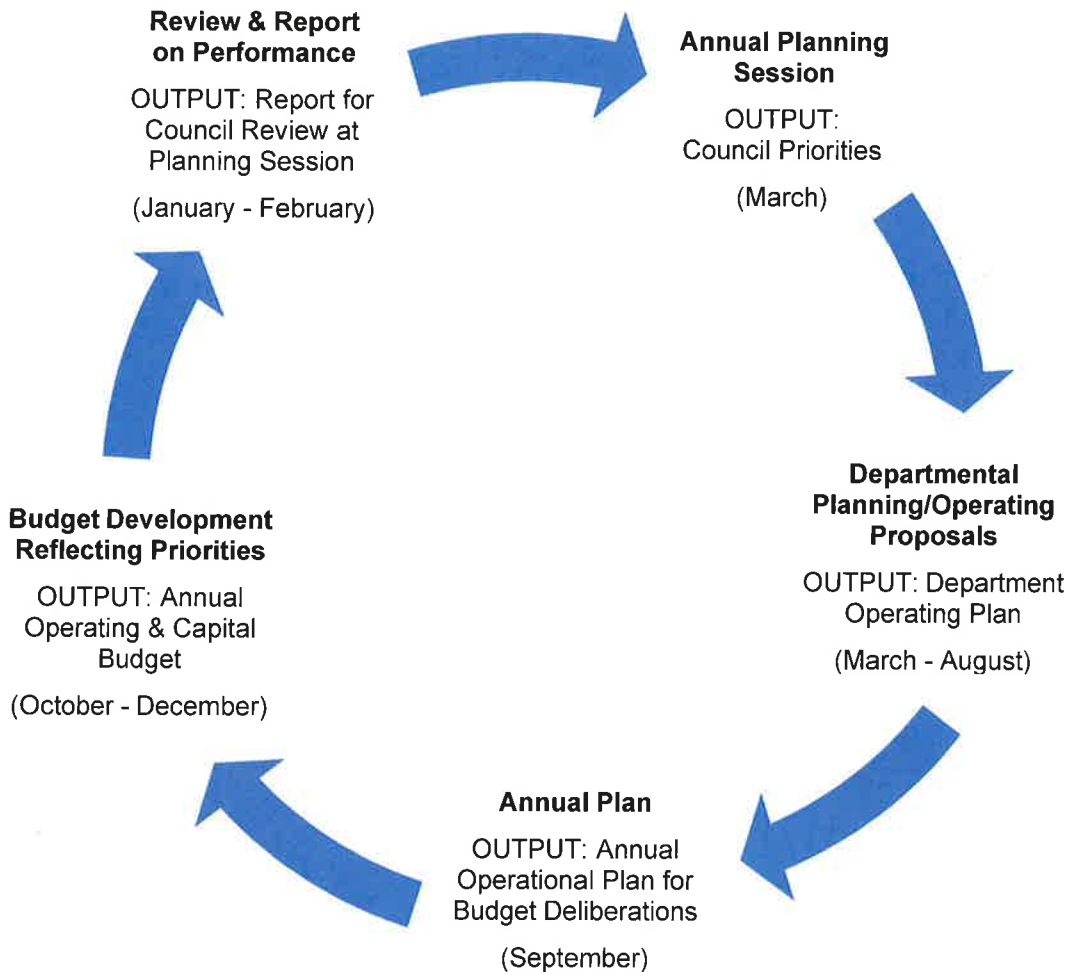 Review & Report
on Performance
OUTPUT: Report for
Council Review at
Planning Session
(January - February)
Annual Planning
Session
OUTPUT:
Council Priorities
(March)
Departmental
Planning/Operating
Proposals
OUTPUT: Department
Operating Plan
(March - August)
Annual Plan
OUTPUT: Annual
Operational Plan for
Budget Deliberations
(September)
Budget Development
Reflecting Priorities
OUTPUT: Annual
Operating & Capital
Budget
(October - December)